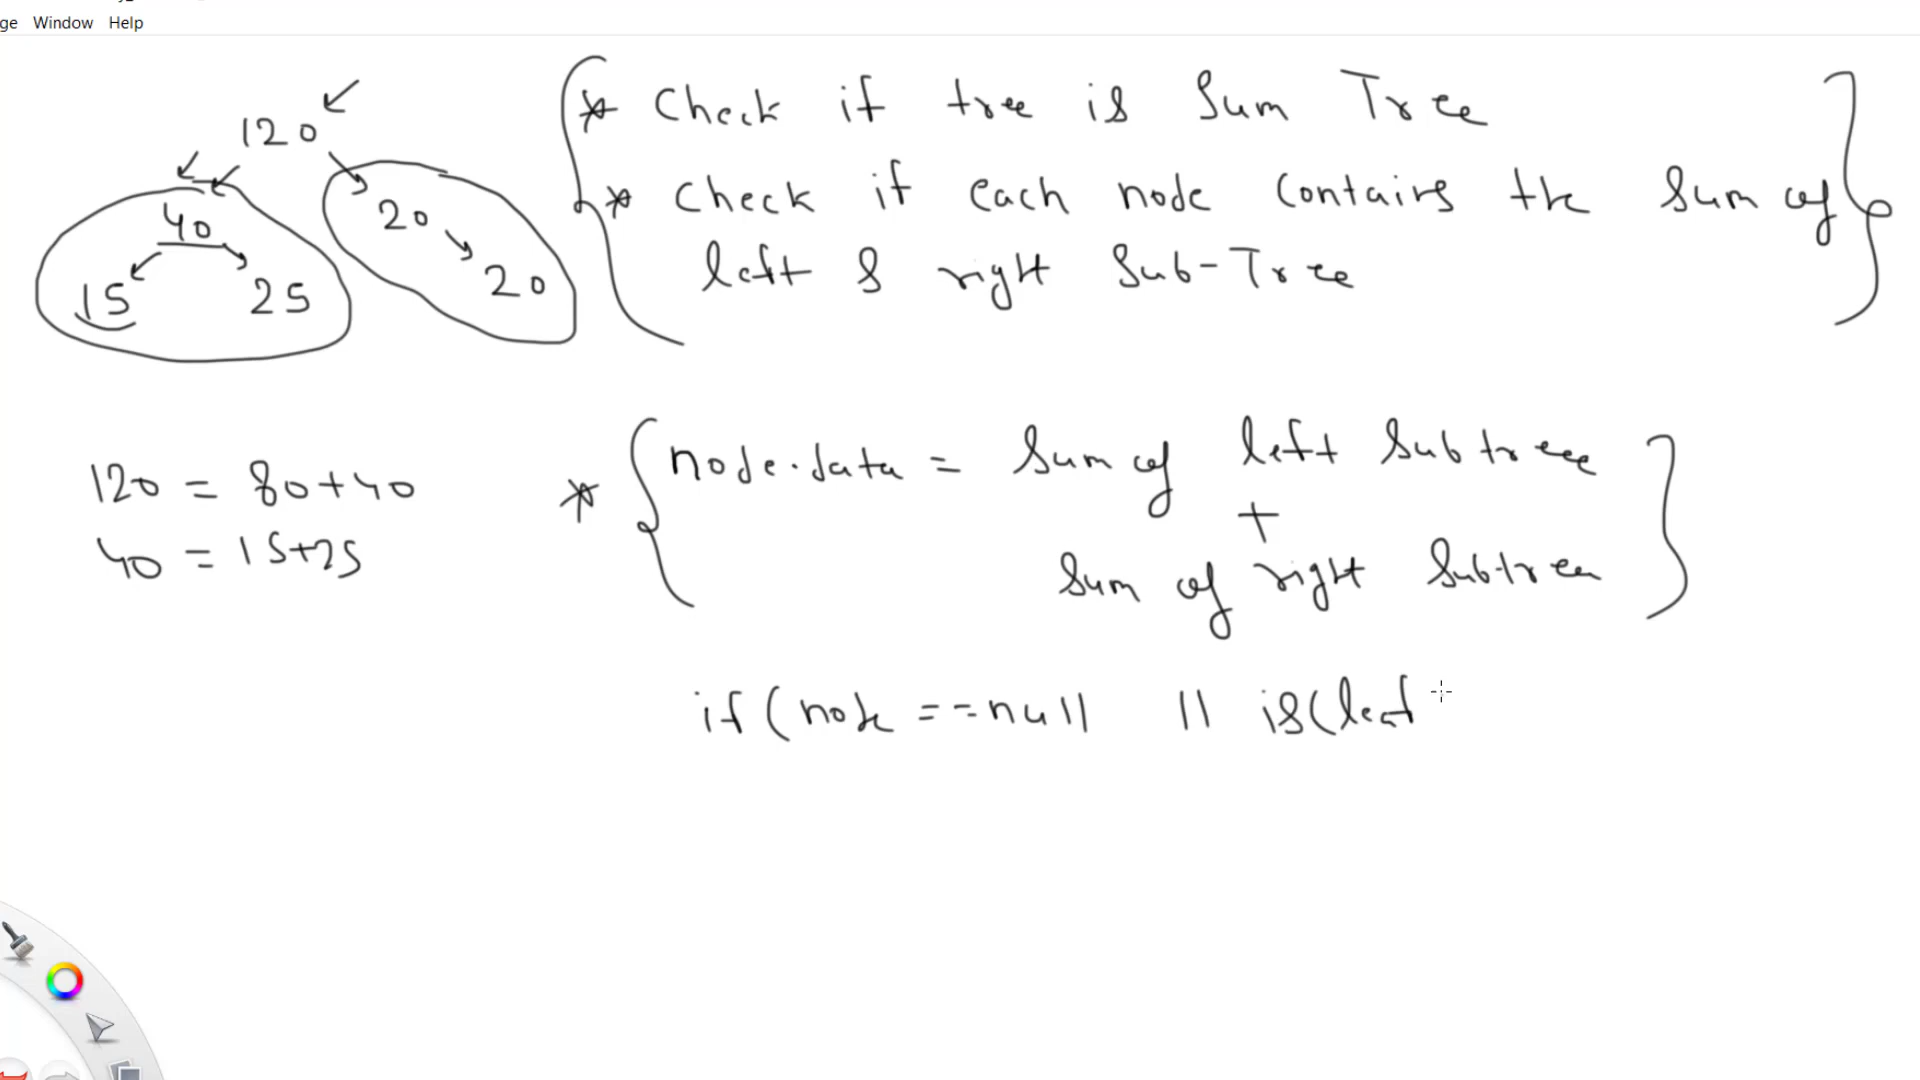 ge Window Help
120
40 20
15 25 20
* Check if tree is Sum Tree
* Check if each node contains the Sum of
left & right Sub-Tree
120 = 80+40
40 = 15+25
* node.data = Sum of left Subtree
+
Sum of right Subtree
if (node ==null || is(leaf